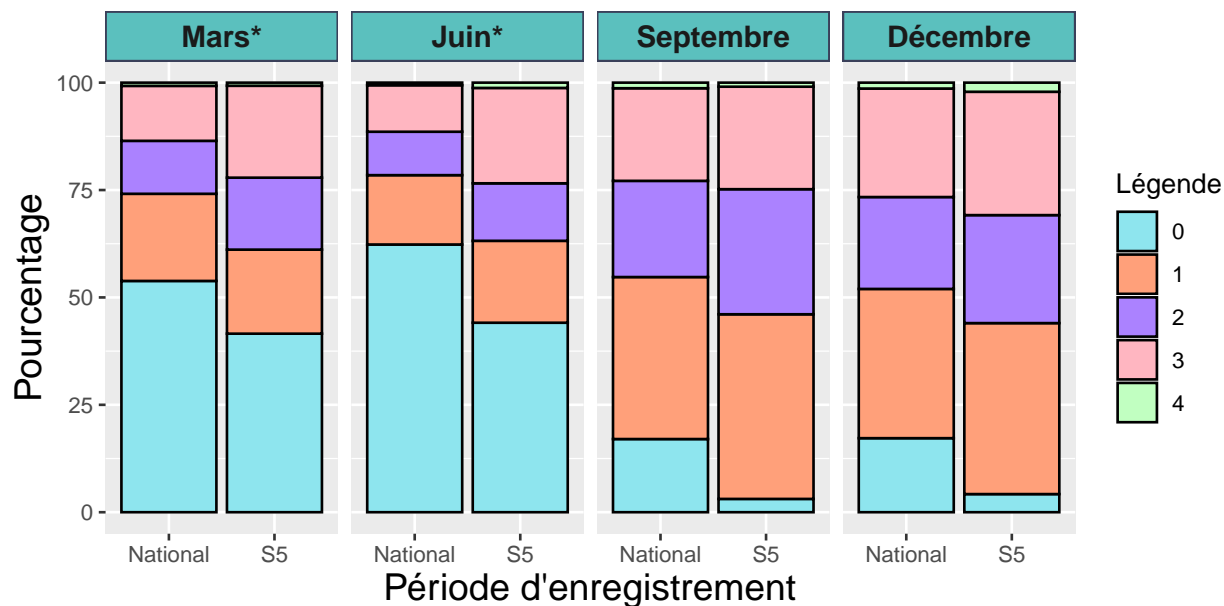 Mars* Juin* Septembre Décembre
Pourcentage
100
75
50
25
0
National S5 National S5 National S5 National S5
Période d'enregistrement
Légende
0
1
2
3
4